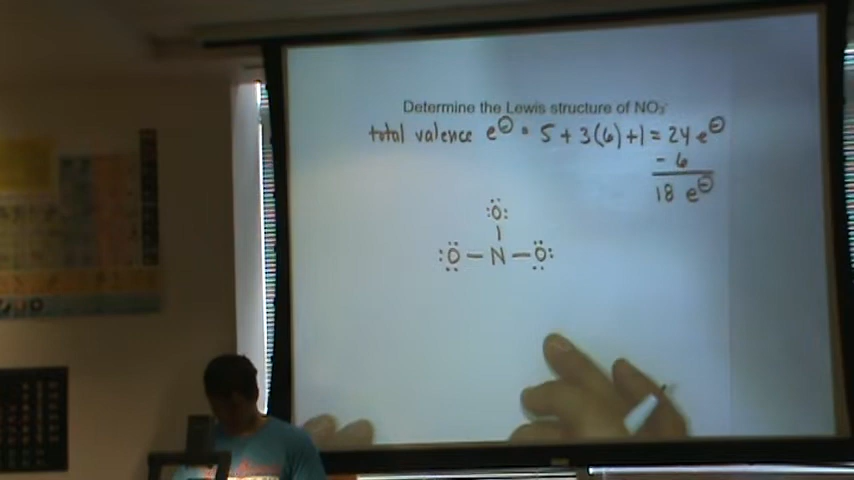 Determine the Lewis structure of NO₃⁻
total valence e⊖ = 5 + 3(6) + 1 = 24 e⊖
- 6
18 e⊖
:Ö:
|
:Ö — N — Ö: